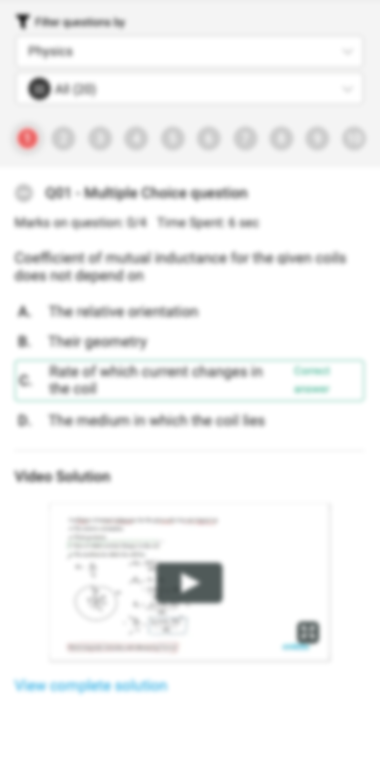 Filter questions by
Physics
All (20)
1 2 3 4 5 6 7 8 9 10
Q01 - Multiple Choice question
Marks on question: 0/4 Time Spent: 6 sec
Coefficient of mutual inductance for the given coils
does not depend on
A. The relative orientation
B. Their geometry
C. Rate of which current changes in
the coil
Correct
answer
D. The medium in which the coil lies
Video Solution
View complete solution